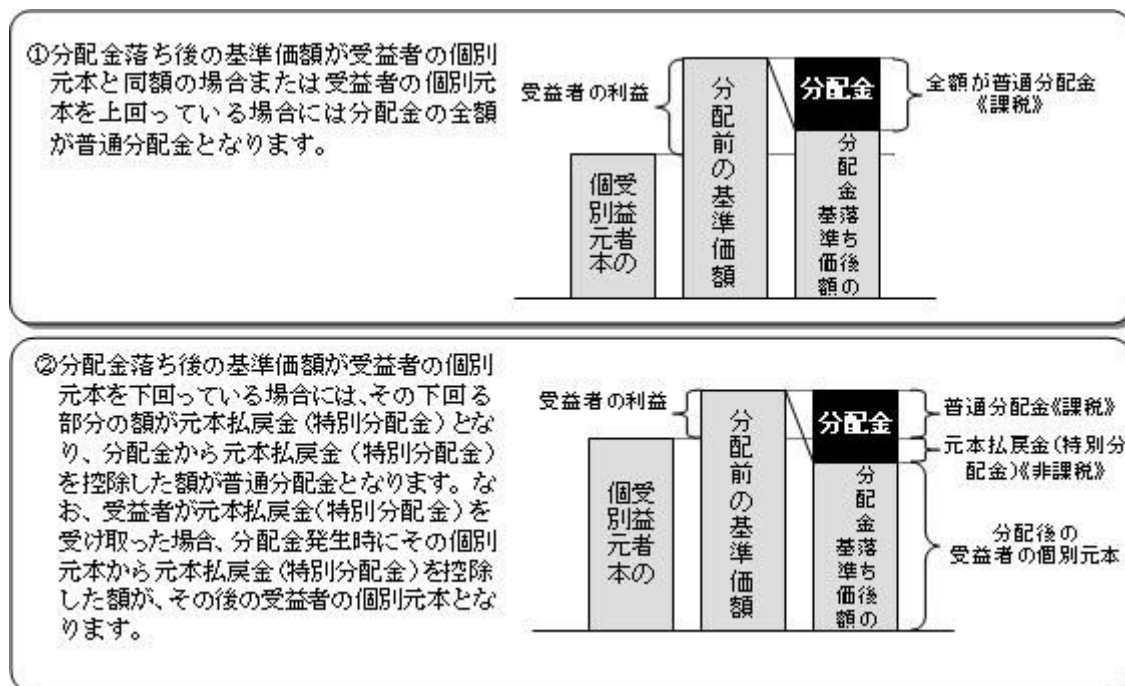 ①分配金落ち後の基準価額が受益者の個別
元本と同額の場合または受益者の個別元
本を上回っている場合には分配金の全額
が普通分配金となります。
受益者の利益
受益者の
個別元本
分配前の基準価額
分配金
分配金落ち後の
基準価額
全額が普通分配金
《課税》
②分配金落ち後の基準価額が受益者の個別
元本を下回っている場合には、その下回る
部分の額が元本払戻金（特別分配金）とな
り、分配金から元本払戻金（特別分配金）
を控除した額が普通分配金となります。な
お、受益者が元本払戻金（特別分配金）を
受け取った場合、分配金発生時にその個別
元本から元本払戻金（特別分配金）を控除
した額が、その後の受益者の個別元本とな
ります。
受益者の利益
受益者の
個別元本
分配前の基準価額
分配金
分配金落ち後の
基準価額
普通分配金《課税》
元本払戻金（特別分
配金）《非課税》
分配後の
受益者の個別元本